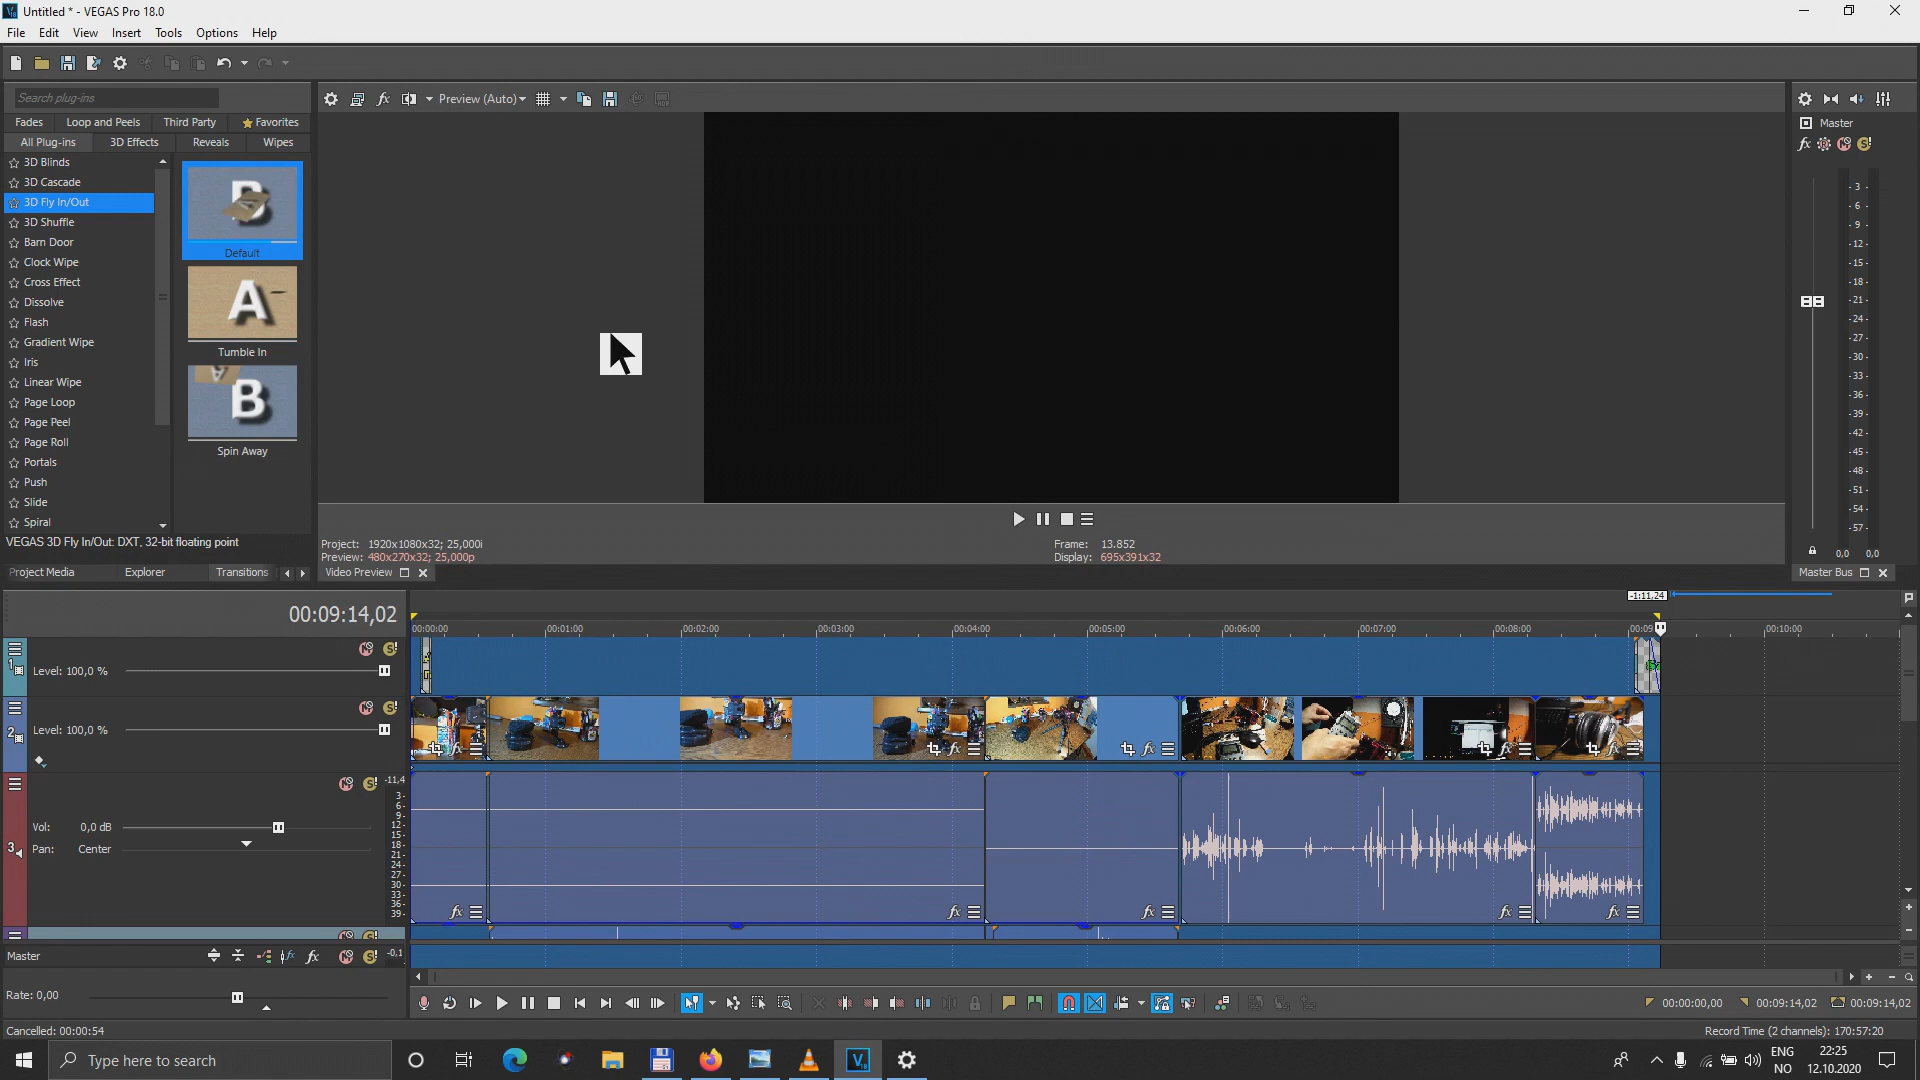 Untitled * - VEGAS Pro 18.0
File Edit View Insert Tools Options Help
Search plug-ins
Preview (Auto)
Fades Loop and Peels Third Party Favorites
All Plug-ins 3D Effects Reveals Wipes
Master
3D Blinds
3D Cascade
3D Fly In/Out
3D Shuffle
Barn Door
Clock Wipe
Cross Effect
Dissolve
Flash
Gradient Wipe
Iris
Linear Wipe
Page Loop
Page Peel
Page Roll
Portals
Push
Slide
Spiral
Default
Tumble In
Spin Away
- 3 -
- 6 -
- 9 -
- 12 -
- 15 -
- 18 -
- 21 -
- 24 -
- 27 -
- 30 -
- 33 -
- 36 -
- 39 -
- 42 -
- 45 -
- 48 -
- 51 -
- 54 -
- 57 -
0,0 0,0
VEGAS 3D Fly In/Out: DXT, 32-bit floating point
Project: 1920x1080x32; 25,000i
Preview: 480x270x32; 25,000p
Frame: 13.852
Display: 695x391x32
Project Media Explorer Transitions
Video Preview
Master Bus
00:09:14,02
-1:11,24
00:00:00 00:01:00 00:02:00 00:03:00 00:04:00 00:05:00 00:06:00 00:07:00 00:08:00 00:09 00:10:00
1
Level: 100,0 %
2
Level: 100,0 %
3
-11,4
Vol: 0,0 dB
Pan: Center
3-
6-
9-
12-
15-
18-
21-
24-
27-
30-
33-
36-
39-
Master
-0,1
Rate: 0,00
00:00:00,00 00:09:14,02 00:09:14,02
Cancelled: 00:00:54
Record Time (2 channels): 170:57:20
Type here to search
ENG
NO
22:25
12.10.2020